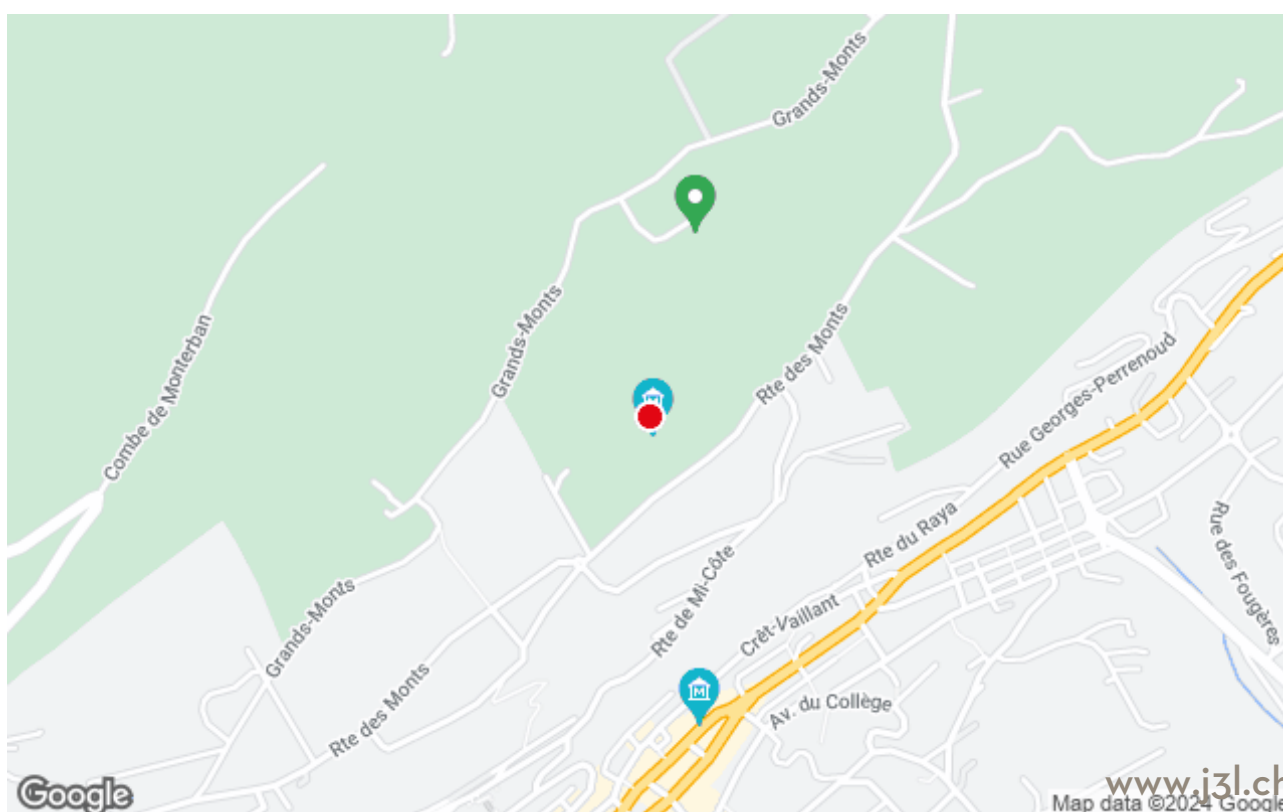 Grands-Monts
Grands-Monts
Combe de Monterban
Rte des Monts
Rue Georges-Perrenoud
Rte du Raya
Rue des Fougères
Rte de Mi-Côte
Crêt-Vaillant
Grands-Monts
Rte des Monts
Av. du Collège
Google
www.j3l.ch
Map data ©2024 Google